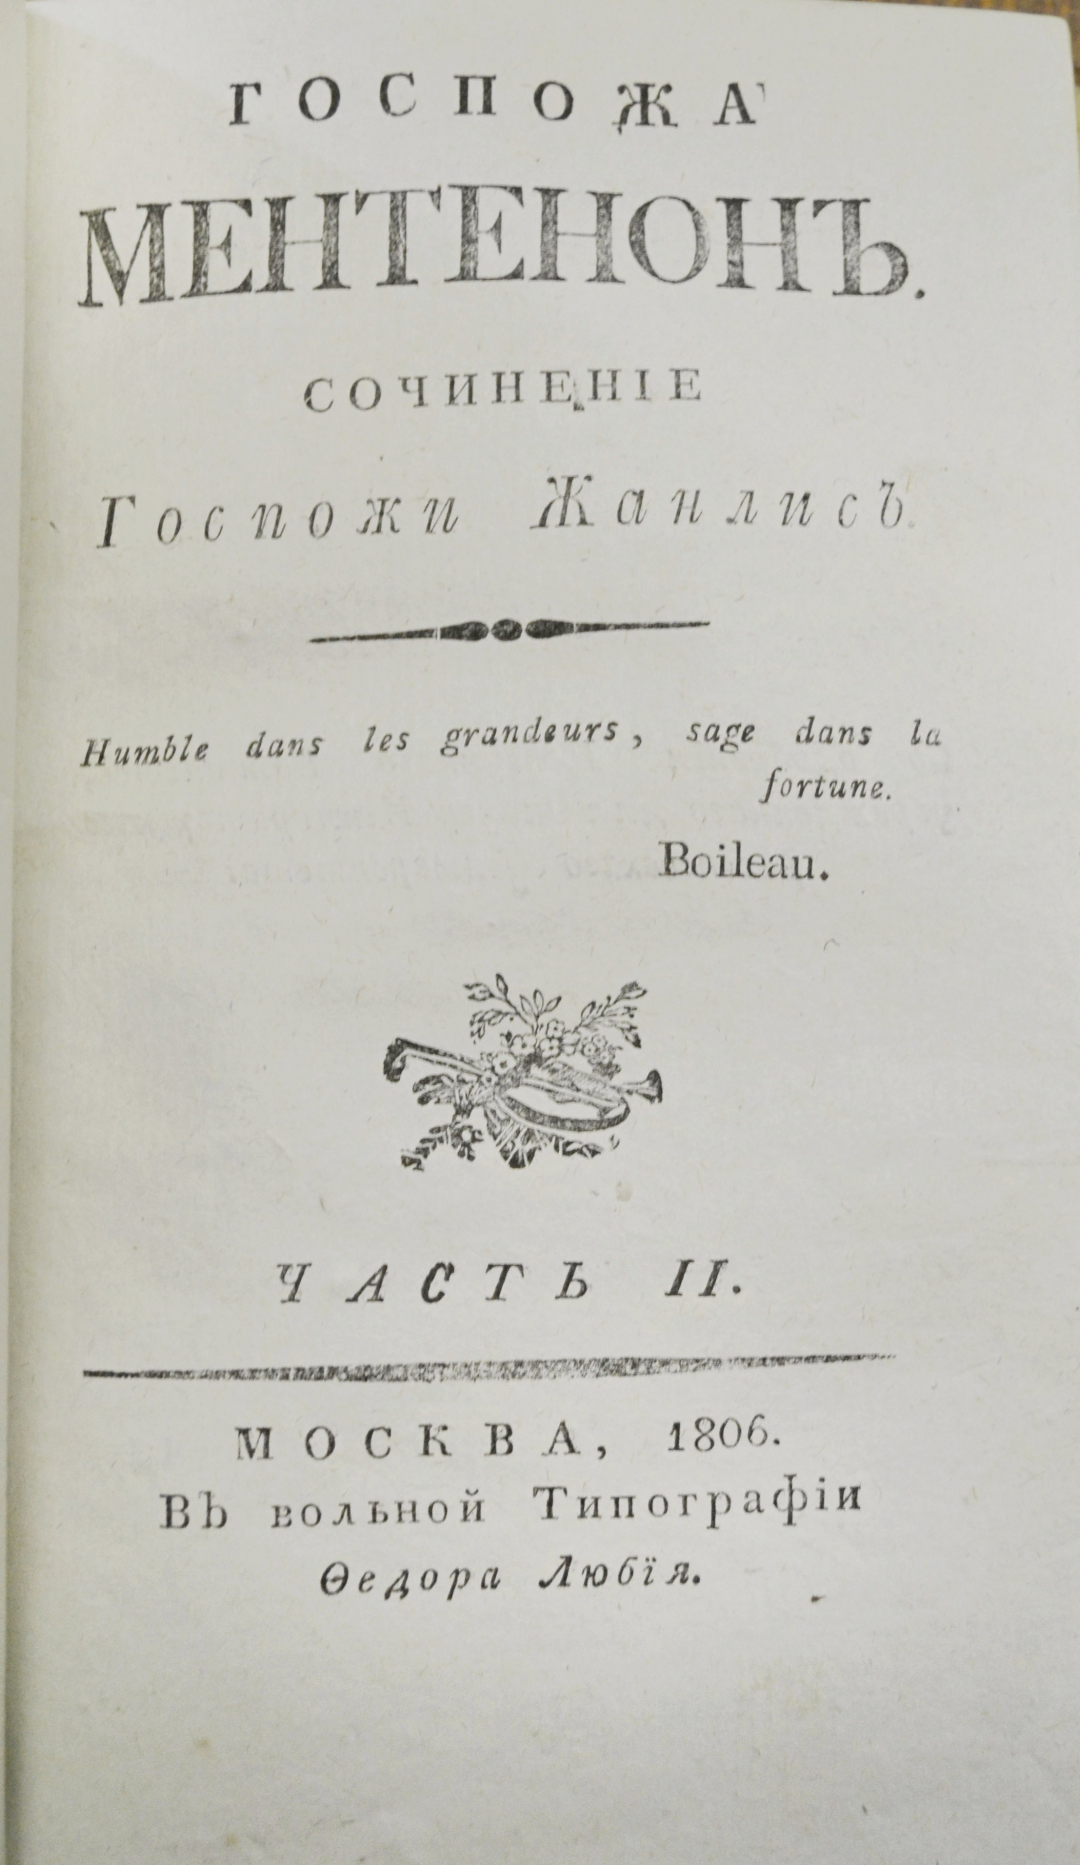 ГОСПОЖА
МЕНТЕНОНЪ.
СОЧИНЕНІЕ
Госпожи Жанлисъ.
Humble dans les grandeurs, sage dans la
fortune.
Boileau.
ЧАСТЬ II.
МОСКВА, 1806.
Въ вольной Типографіи
Ѳедора Любїя.